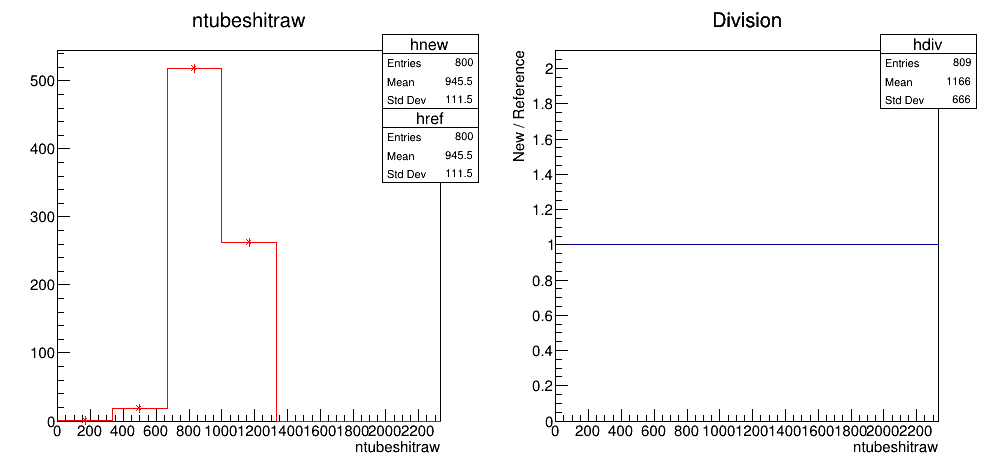 ntubeshitraw
hnew
Entries 800
Mean 945.5
Std Dev 111.5
href
Entries 800
Mean 945.5
Std Dev 111.5
500
400
300
200
100
0
0 200 400 600 800 1000 1200 1400 1600 1800 2000 2200
ntubeshitraw
Division
hdiv
Entries 809
Mean 1166
Std Dev 666
New / Reference
2
1.8
1.6
1.4
1.2
1
0.8
0.6
0.4
0.2
0
0 200 400 600 800 1000 1200 1400 1600 1800 2000 2200
ntubeshitraw